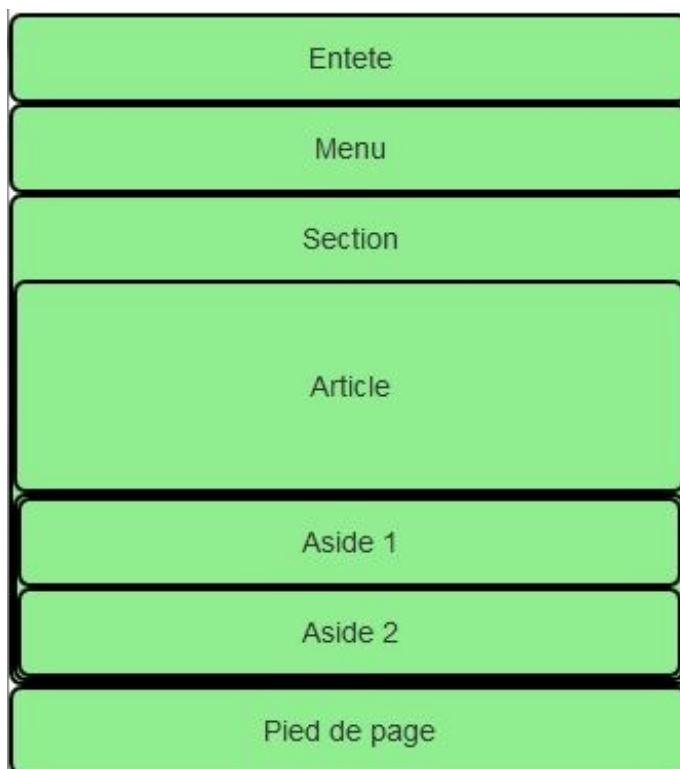 Entete
Menu
Section
Article
Aside 1
Aside 2
Pied de page